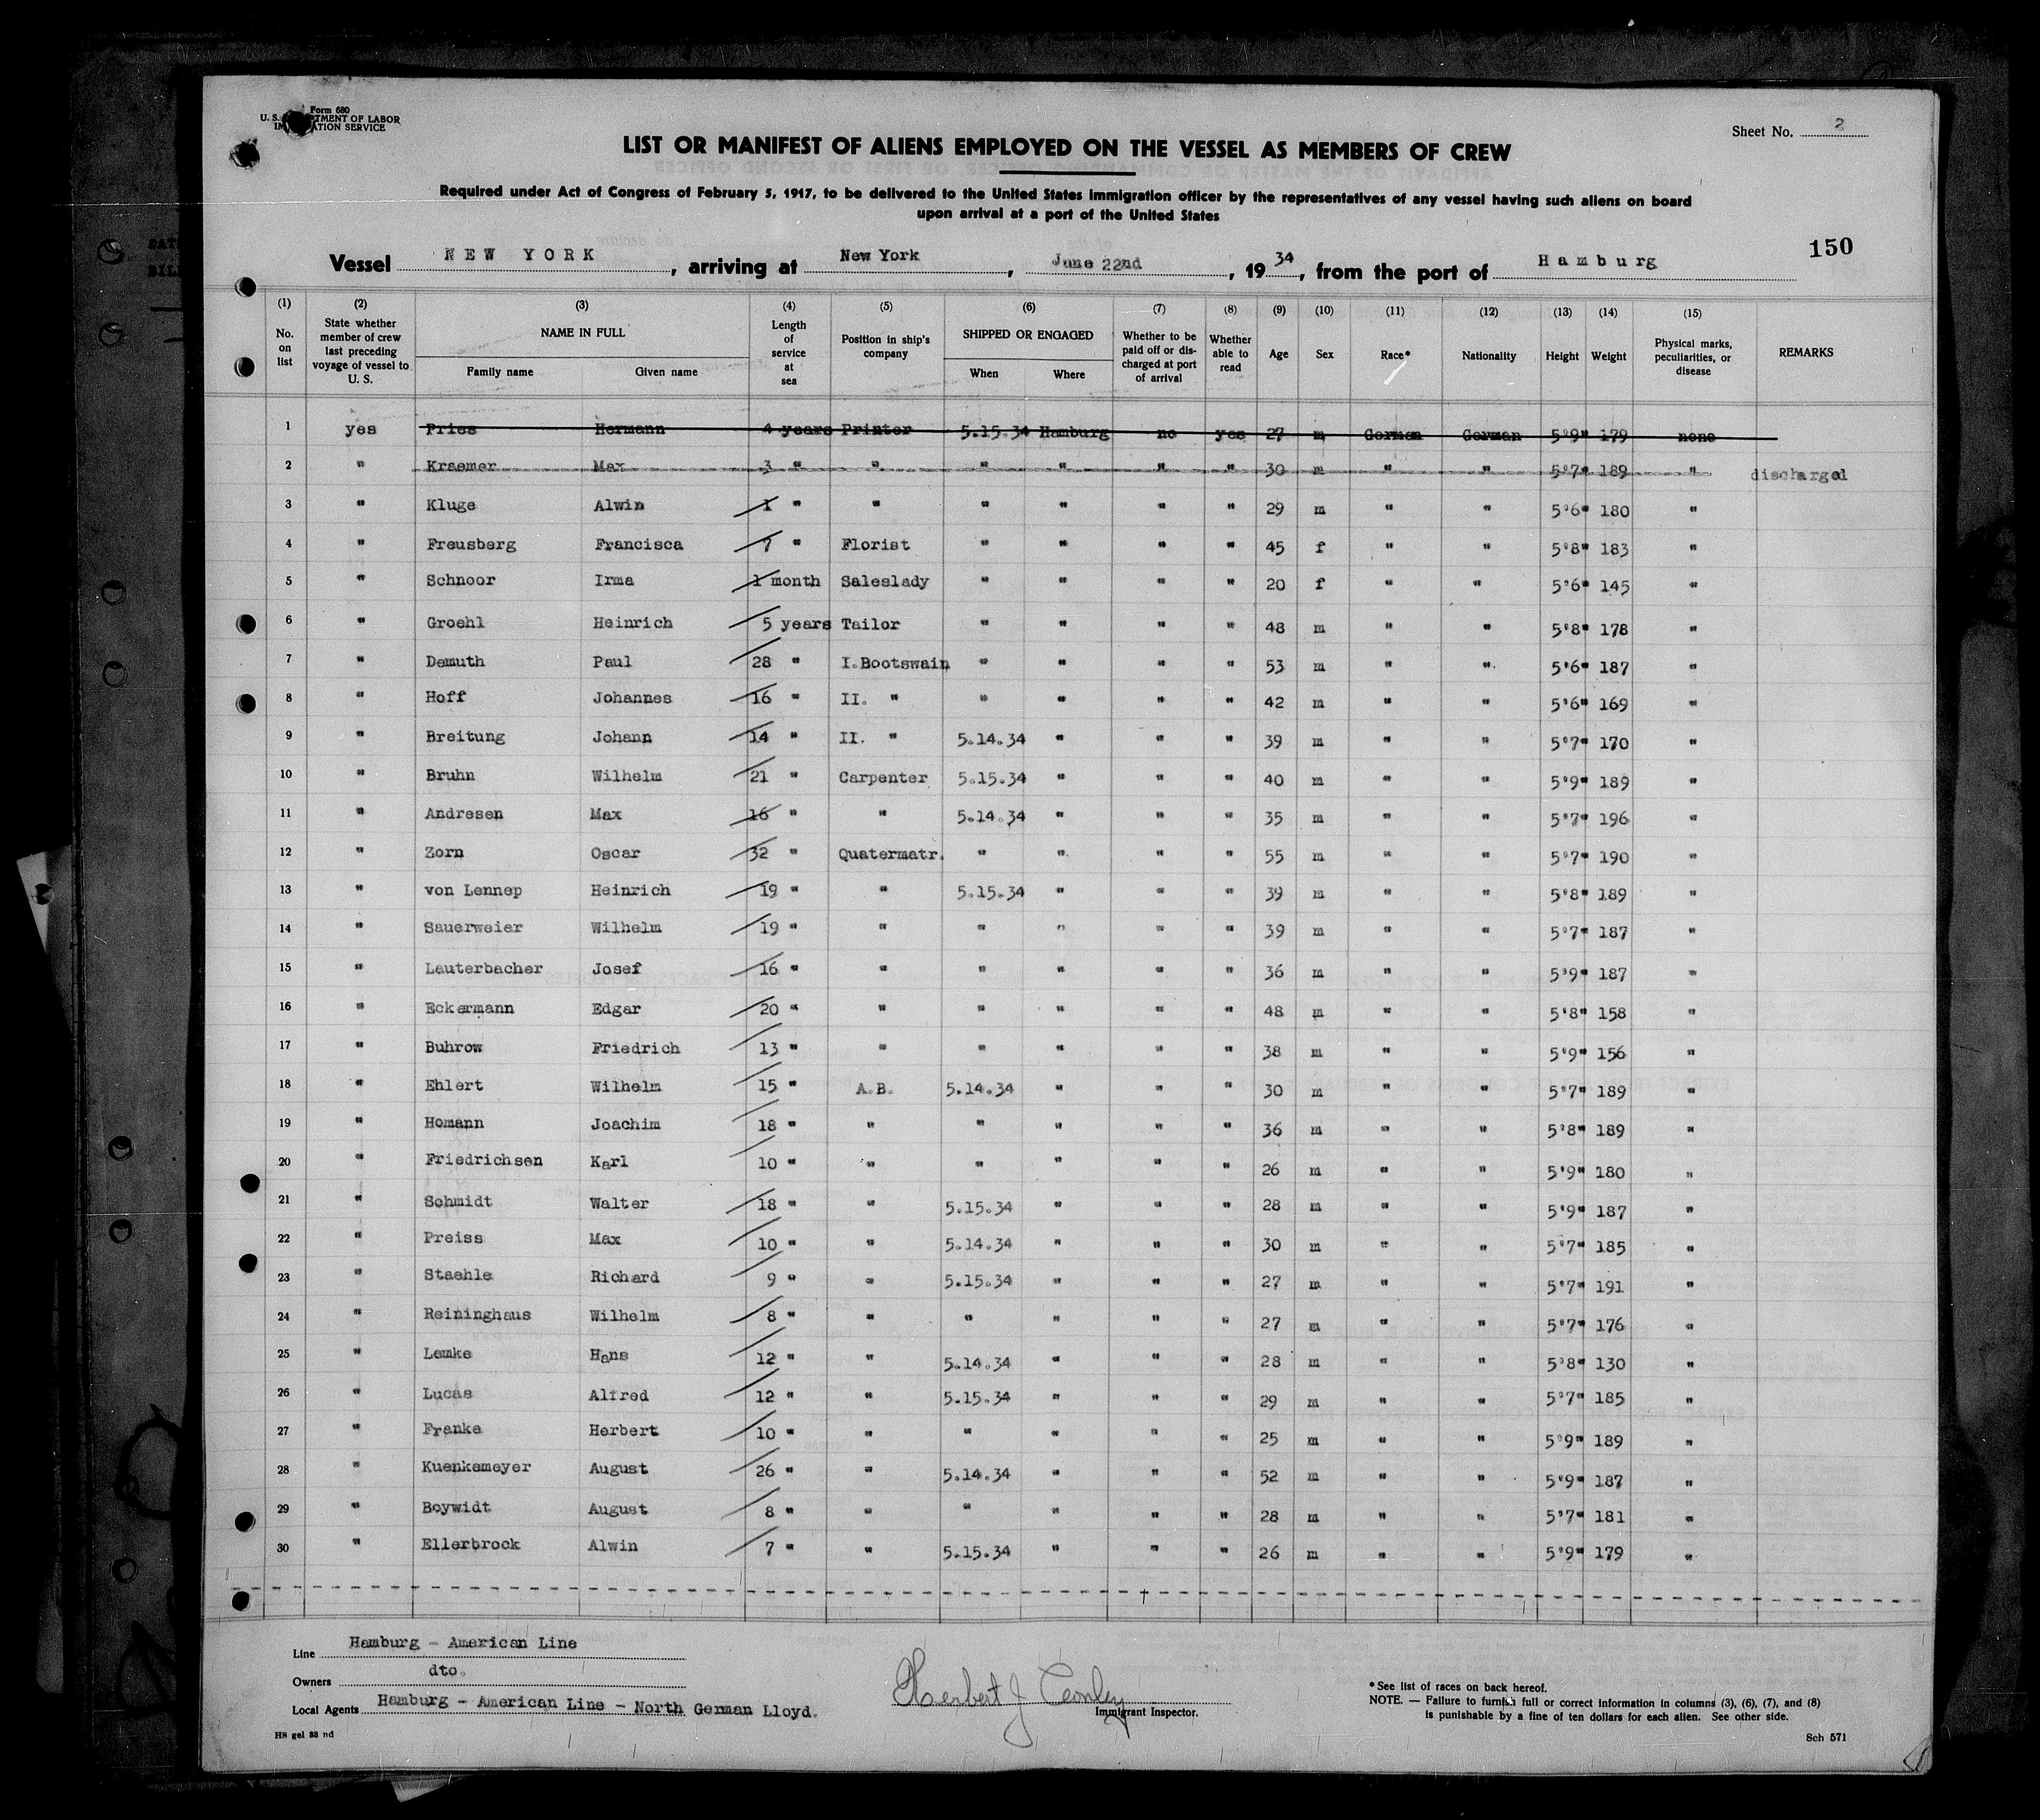 Form 680
U. S. DEPARTMENT OF LABOR
IMMIGRATION SERVICE
Sheet No. 2
LIST OR MANIFEST OF ALIENS EMPLOYED ON THE VESSEL AS MEMBERS OF CREW
Required under Act of Congress of February 5, 1917, to be delivered to the United States immigration officer by the representatives of any vessel having such aliens on board
upon arrival at a port of the United States
150
Vessel NEW YORK, arriving at New York, June 22nd, 1934, from the port of Hamburg
(1) (2) (3) (4) (5) (6) (7) (8) (9) (10) (11) (12) (13) (14) (15)
No. on list | State whether member of crew last preceding voyage of vessel to U. S. | NAME IN FULL Family name Given name | Length of service at sea | Position in ship's company | SHIPPED OR ENGAGED When Where | Whether to be paid off or discharged at port of arrival | Whether able to read | Age | Sex | Race* | Nationality | Height | Weight | Physical marks, peculiarities, or disease | REMARKS
1 yes Pries Hermann 4 years Printer 5.15.34 Hamburg no yes 27 m German German 5'9" 179 none
2 " Kraemer Max 3 " " " " " " 30 m " " 5'7" 189 " discharged
3 " Kluge Alwin 1 " " " " " " 29 m " " 5'6" 180 "
4 " Freusberg Francisca 7 " Florist " " " " 45 f " " 5'8" 183 "
5 " Schnoor Irma 1 month Saleslady " " " " 20 f " " 5'6" 145 "
6 " Groehl Heinrich 5 years Tailor " " " " 48 m " " 5'8" 178 "
7 " Demuth Paul 28 " I.Bootswain " " " " 53 m " " 5'6" 187 "
8 " Hoff Johannes 16 " II. " " " " " 42 m " " 5'6" 169 "
9 " Breitung Johann 14 " II. " 5.14.34 " " " 39 m " " 5'7" 170 "
10 " Bruhn Wilhelm 21 " Carpenter 5.15.34 " " " 40 m " " 5'9" 189 "
11 " Andresen Max 16 " " 5.14.34 " " " 35 m " " 5'7" 196 "
12 " Zorn Oscar 32 " Quatermatr. " " " " 55 m " " 5'7" 190 "
13 " von Lennep Heinrich 19 " " 5.15.34 " " " 39 m " " 5'8" 189 "
14 " Sauerweier Wilhelm 19 " " " " " " 39 m " " 5'7" 187 "
15 " Lauterbacher Josef 16 " " " " " " 36 m " " 5'9" 187 "
16 " Eckermann Edgar 20 " " " " " " 48 m " " 5'8" 158 "
17 " Buhrow Friedrich 13 " " " " " " 38 m " " 5'9" 156 "
18 " Ehlert Wilhelm 15 " A.B. 5.14.34 " " " 30 m " " 5'7" 189 "
19 " Homann Joachim 18 " " " " " " 36 m " " 5'8" 189 "
20 " Friedrichsen Karl 10 " " " " " " 26 m " " 5'9" 180 "
21 " Schmidt Walter 18 " " 5.15.34 " " " 28 m " " 5'9" 187 "
22 " Preiss Max 10 " " 5.14.34 " " " 30 m " " 5'7" 185 "
23 " Staehle Richard 9 " " 5.15.34 " " " 27 m " " 5'7" 191 "
24 " Reininghaus Wilhelm 8 " " " " " " 27 m " " 5'7" 176 "
25 " Lemke Hans 12 " " 5.14.34 " " " 28 m " " 5'8" 130 "
26 " Lucas Alfred 12 " " 5.15.34 " " " 29 m " " 5'7" 185 "
27 " Franke Herbert 10 " " " " " " 25 m " " 5'9" 189 "
28 " Kuenkemeyer August 26 " " 5.14.34 " " " 52 m " " 5'9" 187 "
29 " Boywidt August 8 " " " " " " 28 m " " 5'7" 181 "
30 " Ellerbrock Alwin 7 " " 5.15.34 " " " 26 m " " 5'9" 179 "
Line Hamburg - American Line
Owners dto.
Local Agents Hamburg - American Line - North German Lloyd.
Herbert J Conley
Immigrant Inspector.
* See list of races on back hereof.
NOTE. — Failure to furnish full or correct information in columns (3), (6), (7), and (8)
is punishable by a fine of ten dollars for each alien. See other side.
HS gel 33 nd
Sch 571